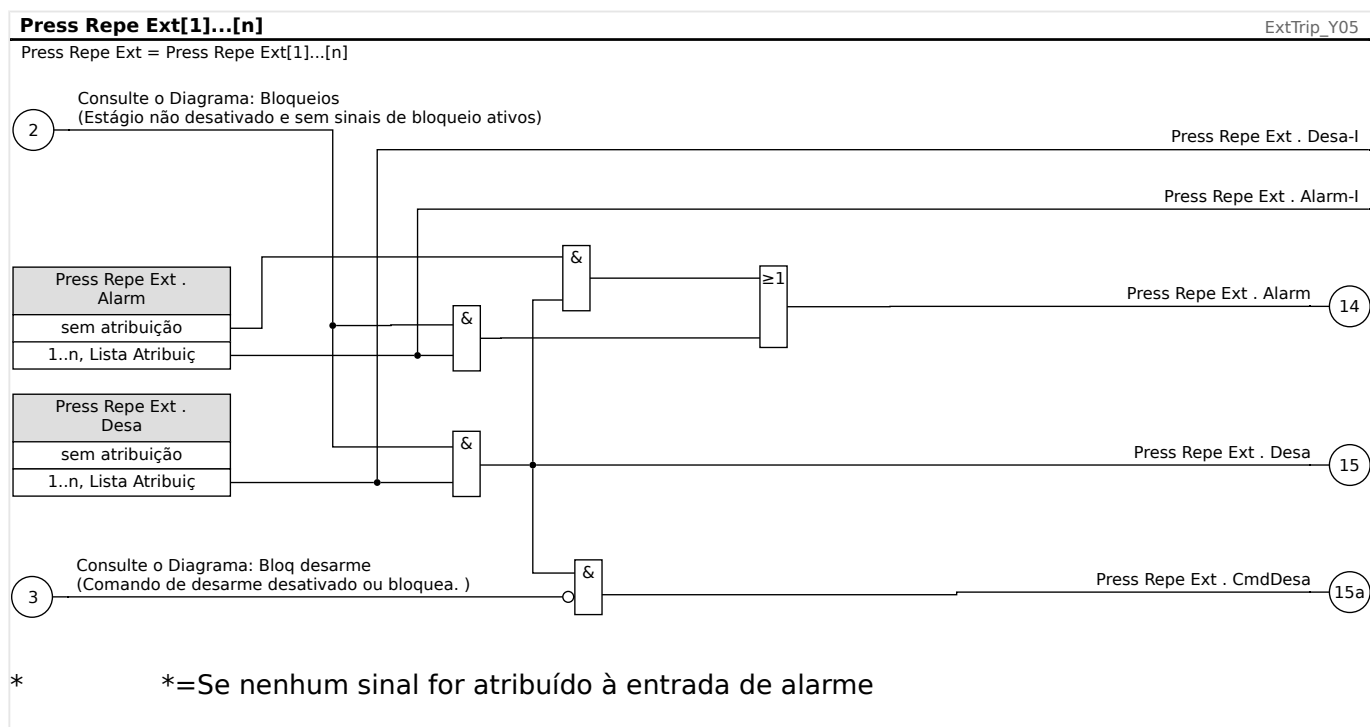 Press Repe Ext[1]...[n]
ExtTrip_Y05
Press Repe Ext = Press Repe Ext[1]...[n]
Consulte o Diagrama: Bloqueios
(Estágio não desativado e sem sinais de bloqueio ativos)
2
Press Repe Ext . Desa-I
Press Repe Ext . Alarm-I
&
Press Repe Ext .
Alarm
≥1
Press Repe Ext . Alarm
14
sem atribuição
&
1..n, Lista Atribuiç
Press Repe Ext .
Desa
&
sem atribuição
Press Repe Ext . Desa
15
1..n, Lista Atribuiç
Consulte o Diagrama: Bloq desarme
(Comando de desarme desativado ou bloquea. )
3
&
Press Repe Ext . CmdDesa
15a
* *=Se nenhum sinal for atribuído à entrada de alarme